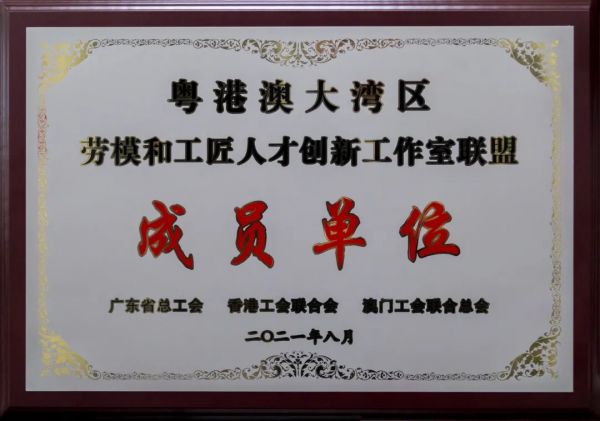 粤港澳大湾区
劳模和工匠人才创新工作室联盟
成员单位
广东省总工会 香港工会联合会 澳门工会联合总会
二〇二一年八月